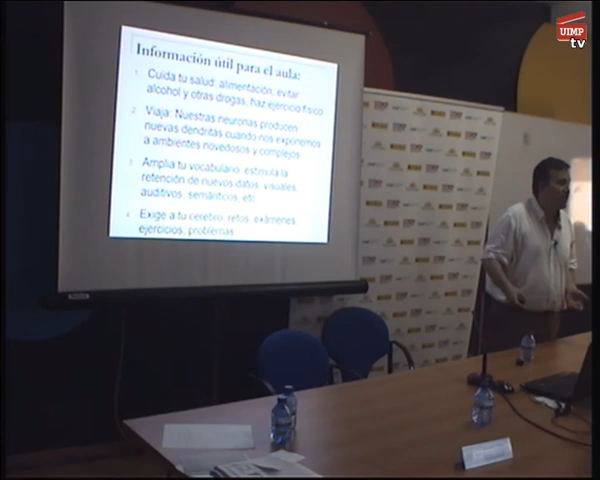 UIMP
tv
Información útil para el aula:
1. Cuida tu salud: alimentación, evitar
alcohol y otras drogas, haz ejercicio físico
2. Viaja: Nuestras neuronas producen
nuevas dendritas cuando nos exponemos
a ambientes novedosos y complejos
3. Amplia tu vocabulario: estimula la
retención de nuevos datos, visuales,
auditivos, semánticos, etc
4. Exige a tu cerebro: retos, exámenes,
ejercicios, problemas